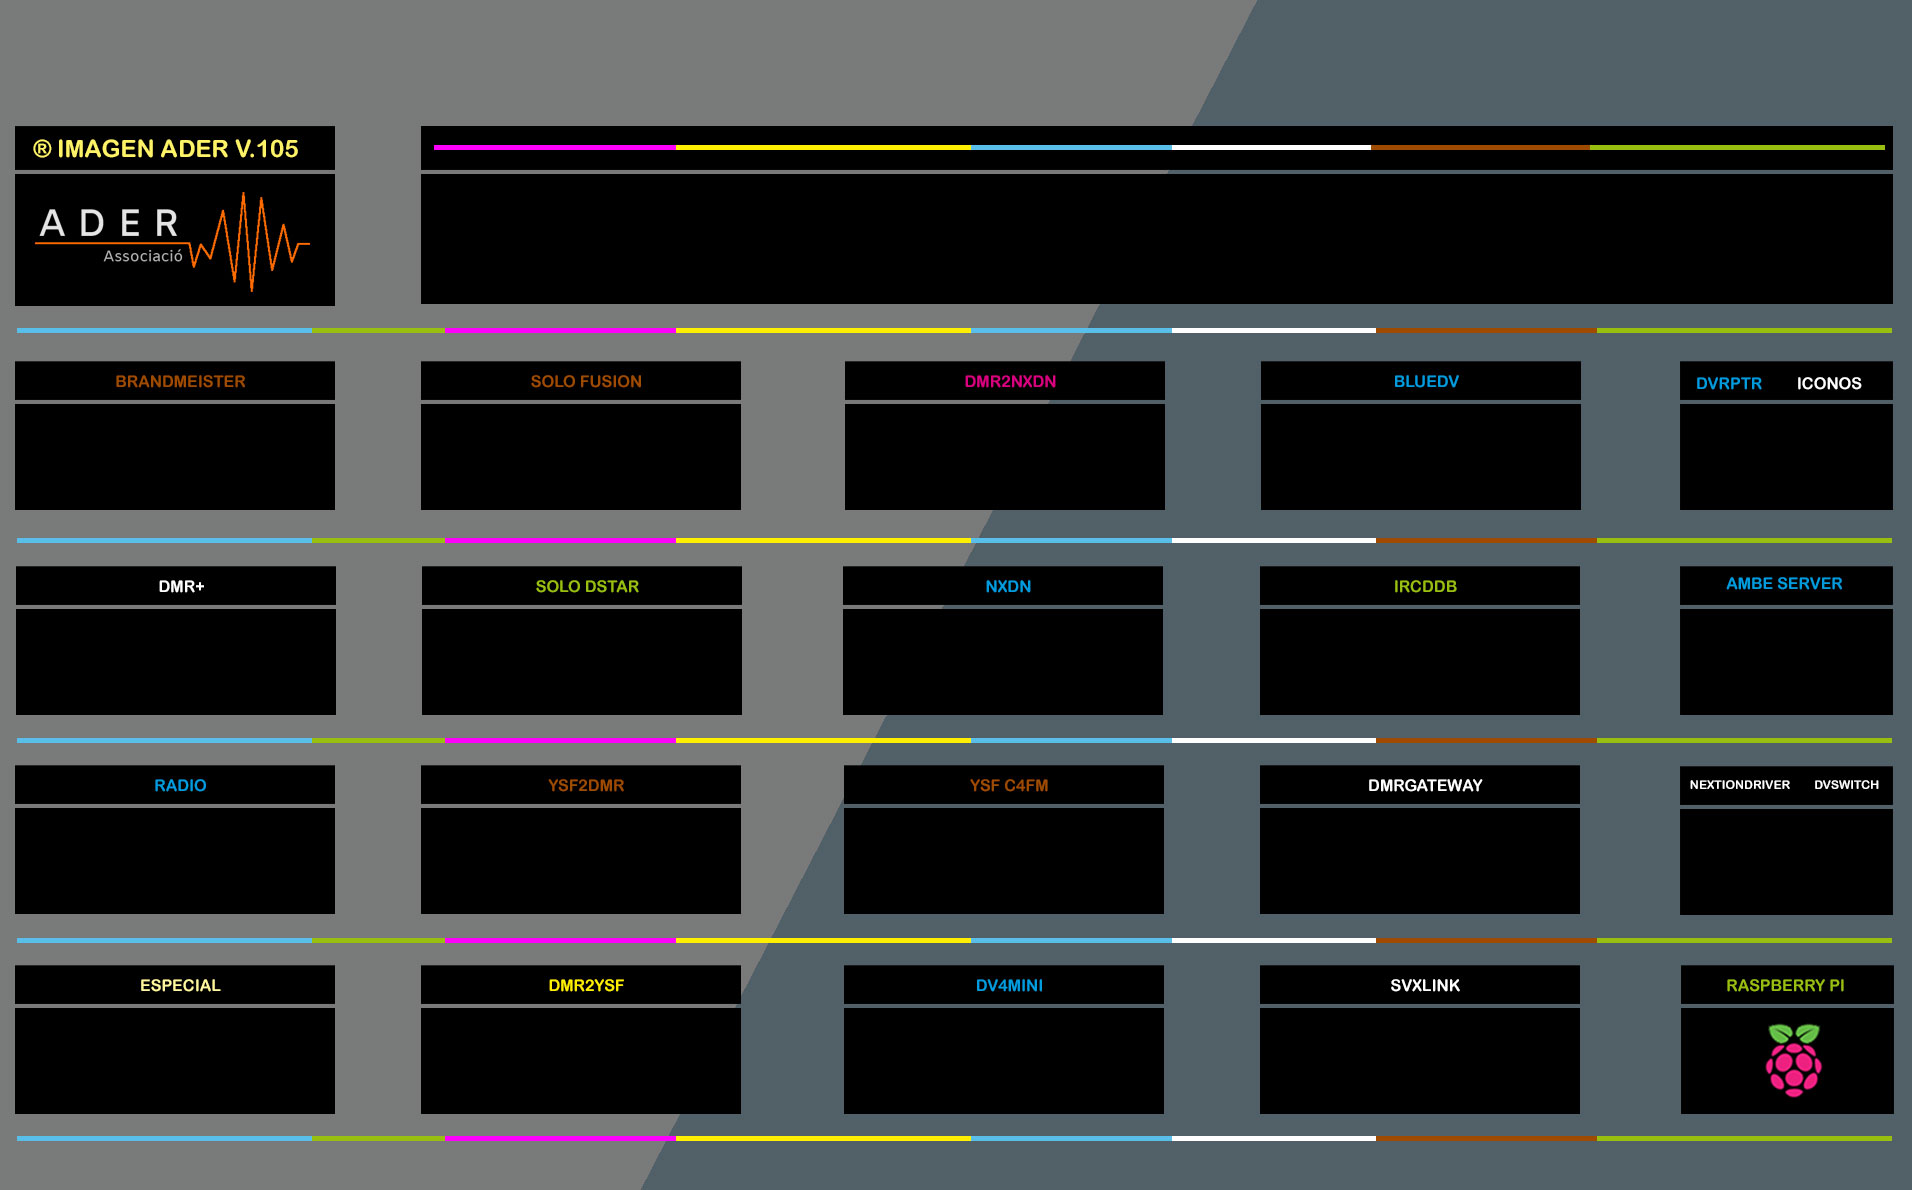 ® IMAGEN ADER V.105
ADER
Associació
BRANDMEISTER
SOLO FUSION
DMR2NXDN
BLUEDV
DVRPTR
ICONOS
DMR+
SOLO DSTAR
NXDN
IRCDDB
AMBE SERVER
RADIO
YSF2DMR
YSF C4FM
DMRGATEWAY
NEXTIONDRIVER
DVSWITCH
ESPECIAL
DMR2YSF
DV4MINI
SVXLINK
RASPBERRY PI